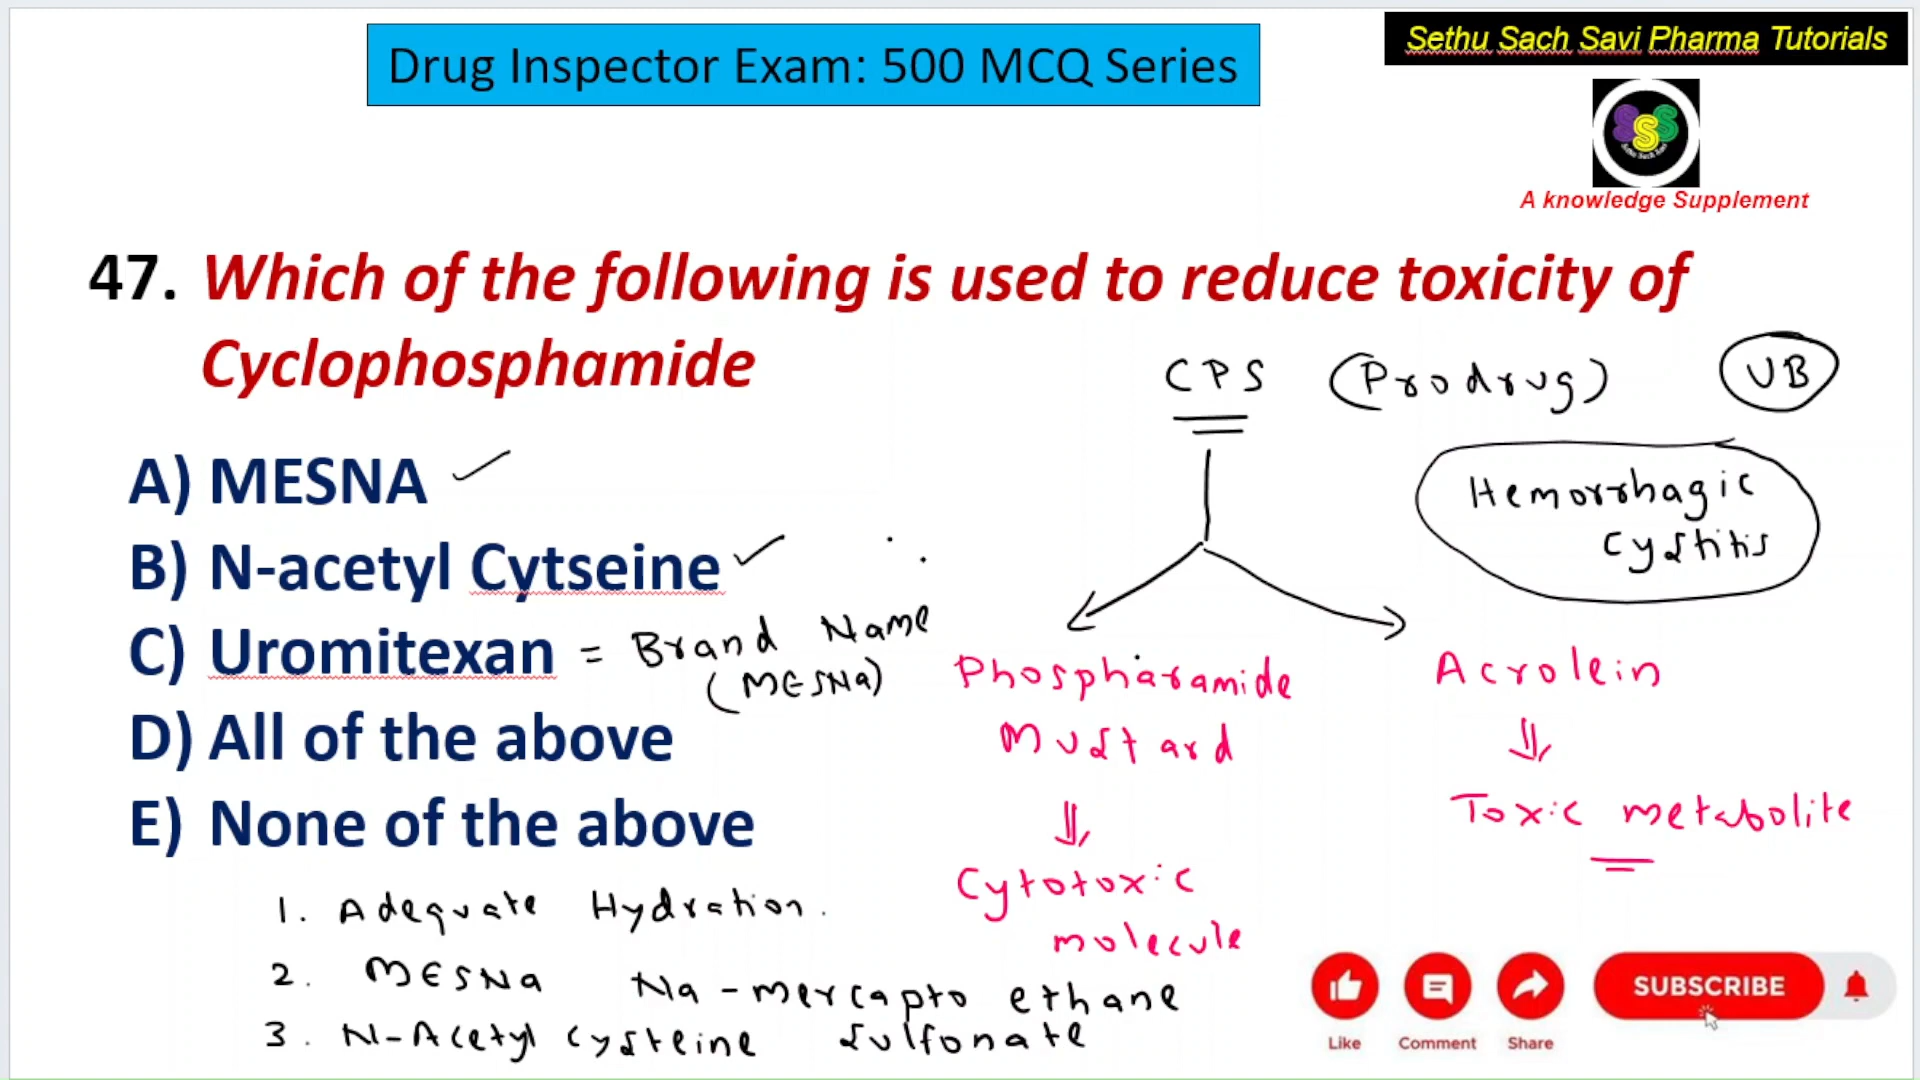 Drug Inspector Exam: 500 MCQ Series
Sethu Sach Savi Pharma Tutorials
SSS
A knowledge Supplement
47. Which of the following is used to reduce toxicity of
Cyclophosphamide
CPS (Prodrug)
UB
A) MESNA
Hemorrhagic
Cystitis
B) N-acetyl Cytseine
C) Uromitexan = Brand Name
(MESNa)
Phospharamide
Mustard
Acrolein
D) All of the above
Toxic metabolite
E) None of the above
Cytotoxic
molecule
1. Adequate Hydration.
2. MESNa Na-mercapto ethane
3. N-Acetyl cysteine sulfonate
SUBSCRIBE
Like Comment Share